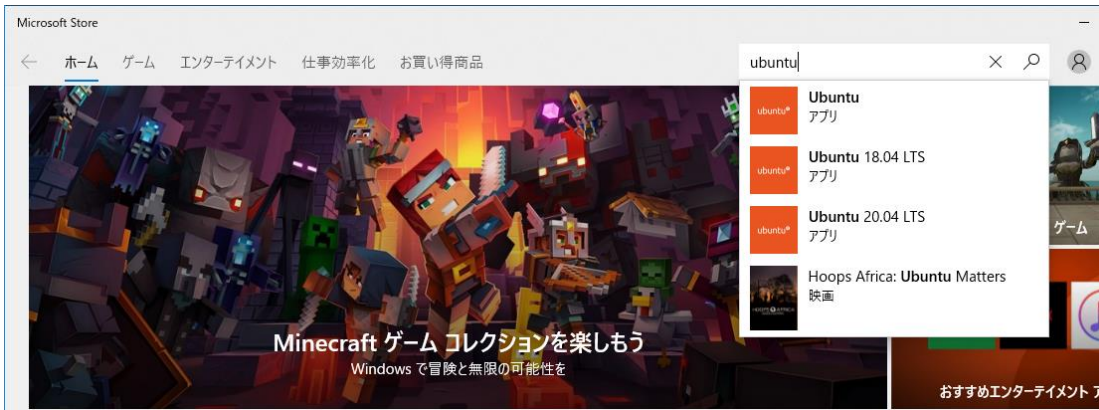 Microsoft Store
ホーム ゲーム エンターテイメント 仕事効率化 お買い得商品
ubuntu
ubuntu®
Ubuntu
アプリ
ubuntu®
Ubuntu 18.04 LTS
アプリ
ubuntu®
Ubuntu 20.04 LTS
アプリ
HOOPS AFRICA
Hoops Africa: Ubuntu Matters
映画
ゲーム
Minecraft ゲーム コレクションを楽しもう
Windows で冒険と無限の可能性を
おすすめエンターテイメント ア